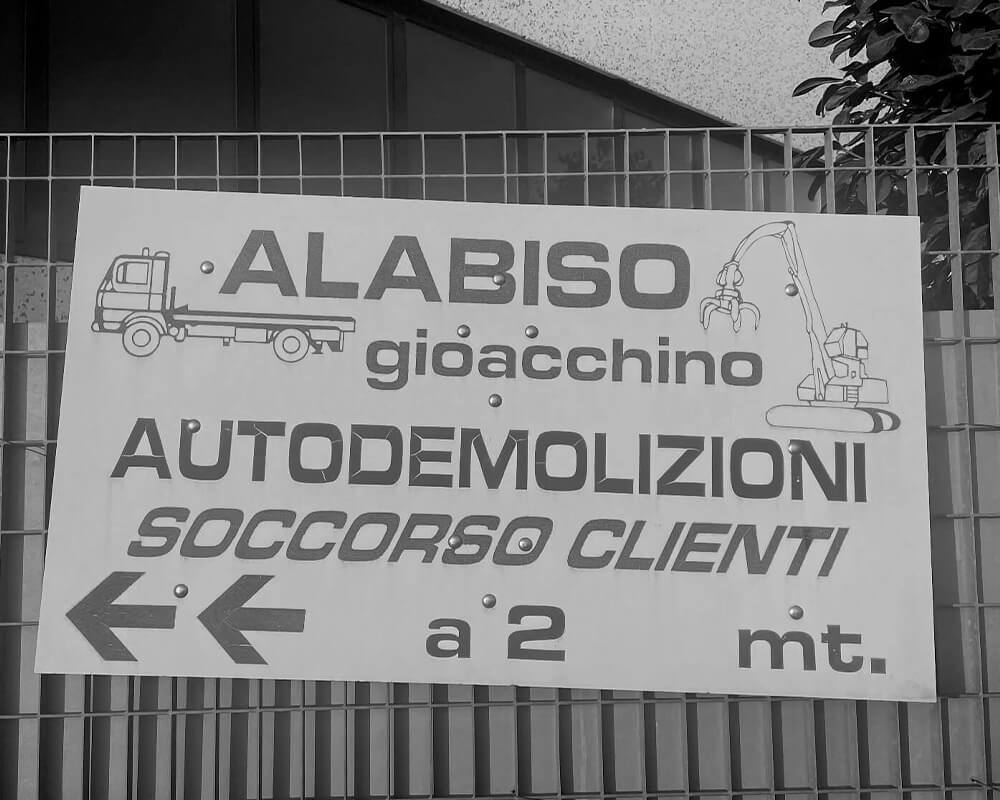 ALABISO
gioacchino
AUTODEMOLIZIONI
SOCCORSO CLIENTI
a 2 mt.